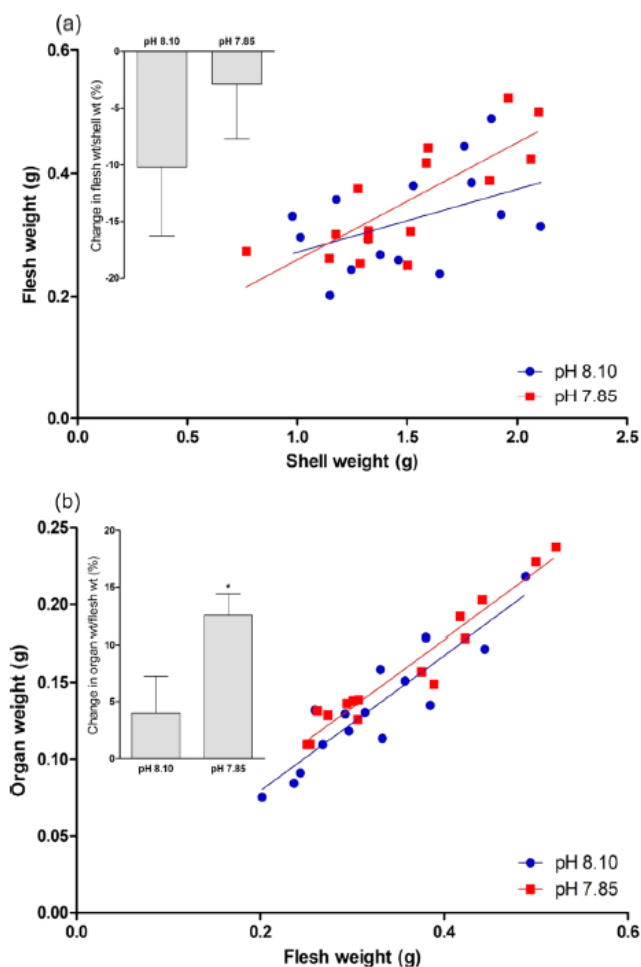 (a)
pH 8.10 pH 7.85
0
-5
-10
-15
-20
Change in flesh wt/shell wt (%)
0.6
0.4
0.2
0.0
Flesh weight (g)
pH 8.10
pH 7.85
0.0 0.5 1.0 1.5 2.0 2.5
Shell weight (g)
(b)
0.25
0.20
0.15
0.10
0.05
0.00
Organ weight (g)
20
15
10
5
0
Change in organ wt/flesh wt (%)
*
pH 8.10 pH 7.85
pH 8.10
pH 7.85
0.0 0.2 0.4 0.6
Flesh weight (g)